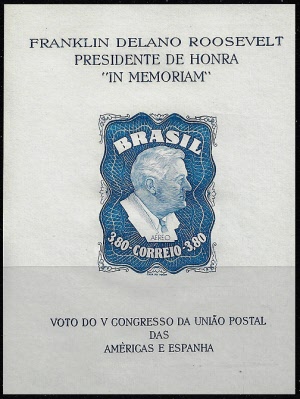 FRANKLIN DELANO ROOSEVELT
PRESIDENTE DE HONRA
"IN MEMORIAM"
BRASIL
AÉREO
3,80-CORREIO-3,80
VOTO DO V CONGRESSO DA UNIÃO POSTAL
DAS
AMÉRICAS E ESPANHA